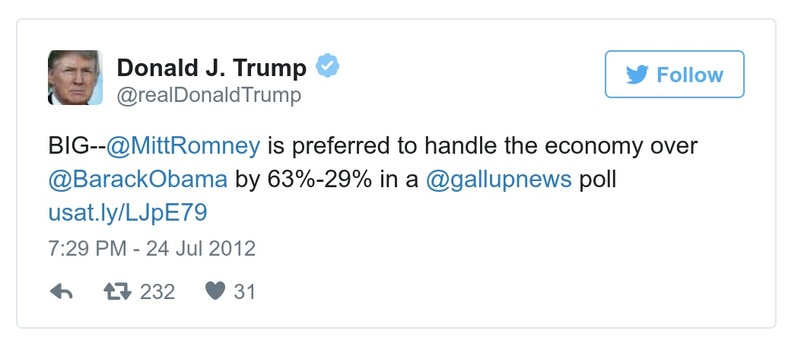 Donald J. Trump
@realDonaldTrump
Follow
BIG--@MittRomney is preferred to handle the economy over
@BarackObama by 63%-29% in a @gallupnews poll
usat.ly/LJpE79
7:29 PM - 24 Jul 2012
232 31